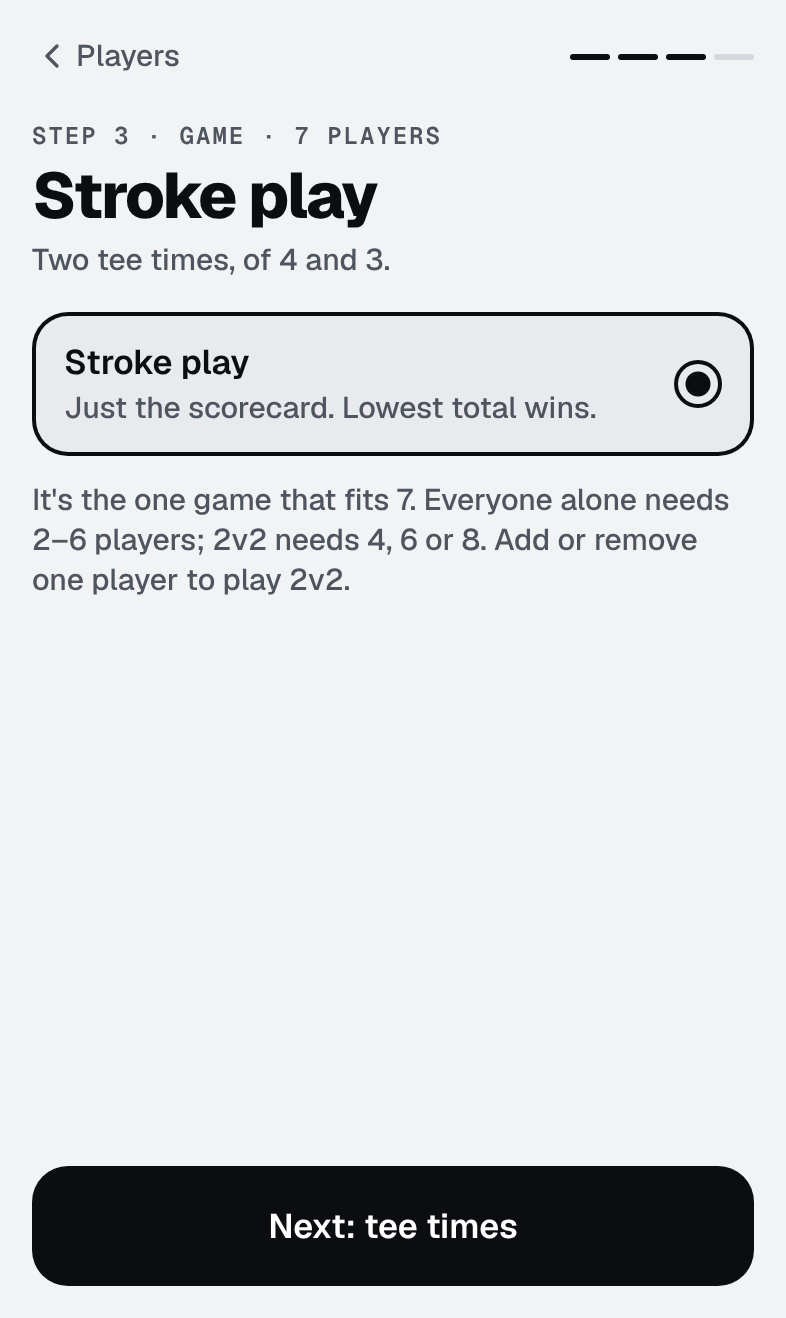 Players
STEP 3 · GAME · 7 PLAYERS
Stroke play
Two tee times, of 4 and 3.
Stroke play
Just the scorecard. Lowest total wins.
It's the one game that fits 7. Everyone alone needs
2–6 players; 2v2 needs 4, 6 or 8. Add or remove
one player to play 2v2.
Next: tee times